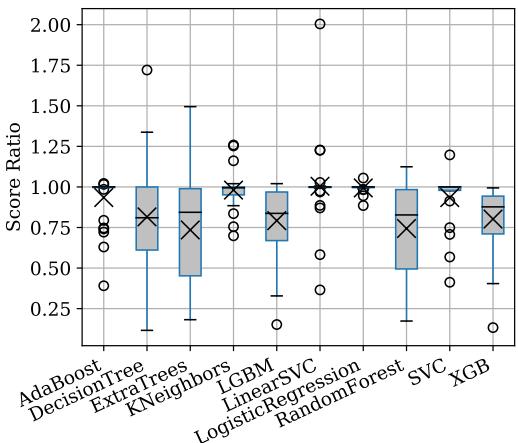 2.00
1.75
1.50
1.25
1.00
0.75
0.50
0.25
Score Ratio
AdaBoost
DecisionTree
ExtraTrees
KNeighbors
LGBM
LinearSVC
LogisticRegression
RandomForest
SVC
XGB